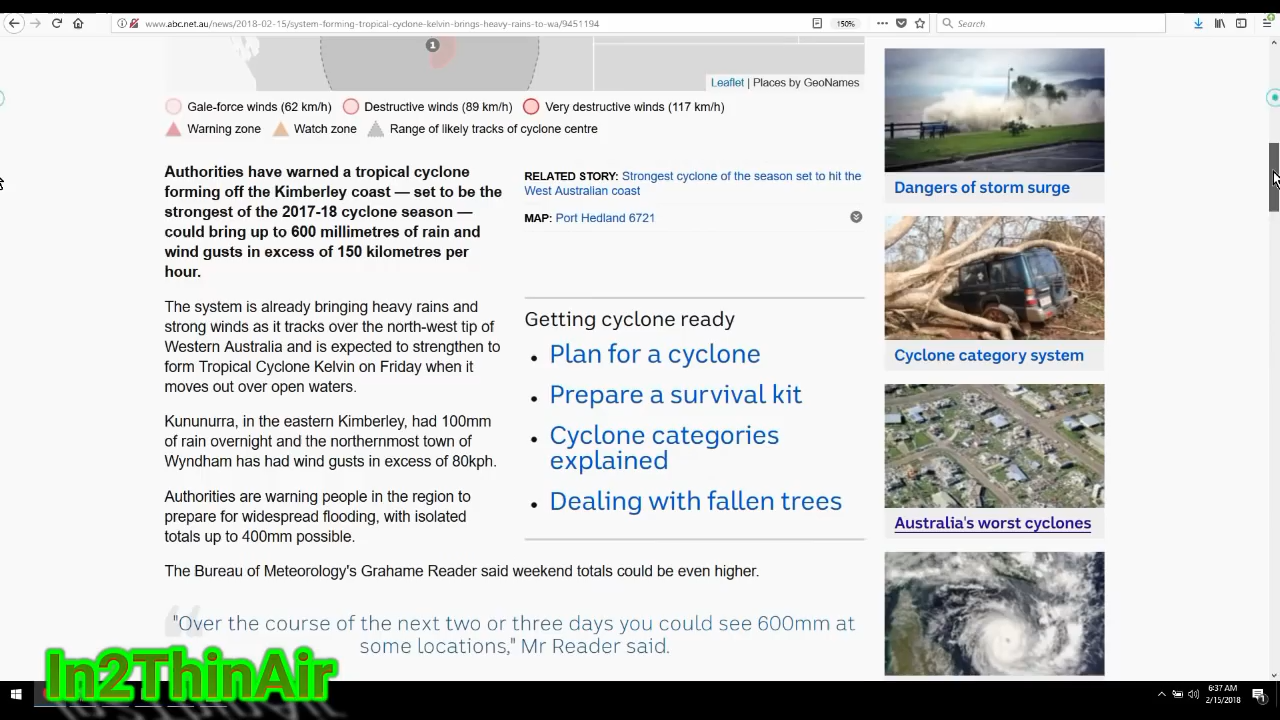 www.abc.net.au/news/2018-02-15/system-forming-tropical-cyclone-kelvin-brings-heavy-rains-to-wa/9451194
150%
Search
1
Leaflet | Places by GeoNames
Gale-force winds (62 km/h) Destructive winds (89 km/h) Very destructive winds (117 km/h)
Warning zone Watch zone Range of likely tracks of cyclone centre
Authorities have warned a tropical cyclone
forming off the Kimberley coast — set to be the
strongest of the 2017-18 cyclone season —
could bring up to 600 millimetres of rain and
wind gusts in excess of 150 kilometres per
hour.
The system is already bringing heavy rains and
strong winds as it tracks over the north-west tip of
Western Australia and is expected to strengthen to
form Tropical Cyclone Kelvin on Friday when it
moves out over open waters.
Kununurra, in the eastern Kimberley, had 100mm
of rain overnight and the northernmost town of
Wyndham has had wind gusts in excess of 80kph.
Authorities are warning people in the region to
prepare for widespread flooding, with isolated
totals up to 400mm possible.
The Bureau of Meteorology's Grahame Reader said weekend totals could be even higher.
"Over the course of the next two or three days you could see 600mm at
some locations," Mr Reader said.
RELATED STORY: Strongest cyclone of the season set to hit the
West Australian coast
MAP: Port Hedland 6721
Getting cyclone ready
• Plan for a cyclone
• Prepare a survival kit
• Cyclone categories
explained
• Dealing with fallen trees
Dangers of storm surge
Cyclone category system
Australia's worst cyclones
In2ThinAir
6:37 AM
2/15/2018